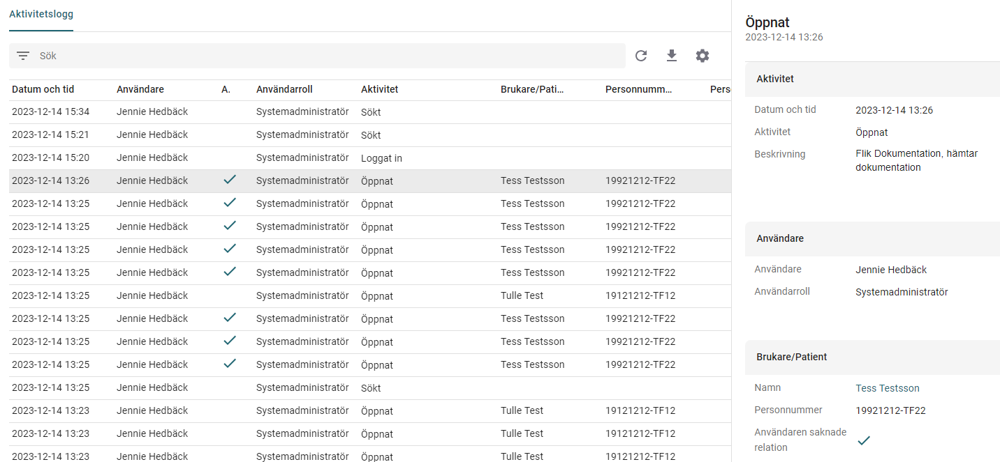 Aktivitetslogg
Sök
Datum och tid Användare A. Användarroll Aktivitet Brukare/Pati... Personnumm... Pers
2023-12-14 15:34 Jennie Hedbäck Systemadministratör Sökt
2023-12-14 15:21 Jennie Hedbäck Systemadministratör Sökt
2023-12-14 15:20 Jennie Hedbäck Systemadministratör Loggat in
2023-12-14 13:26 Jennie Hedbäck Systemadministratör Öppnat Tess Testsson 19921212-TF22
2023-12-14 13:25 Jennie Hedbäck Systemadministratör Öppnat Tess Testsson 19921212-TF22
2023-12-14 13:25 Jennie Hedbäck Systemadministratör Öppnat Tess Testsson 19921212-TF22
2023-12-14 13:25 Jennie Hedbäck Systemadministratör Öppnat Tess Testsson 19921212-TF22
2023-12-14 13:25 Jennie Hedbäck Systemadministratör Öppnat Tess Testsson 19921212-TF22
2023-12-14 13:25 Jennie Hedbäck Systemadministratör Öppnat Tulle Test 19121212-TF12
2023-12-14 13:25 Jennie Hedbäck Systemadministratör Öppnat Tess Testsson 19921212-TF22
2023-12-14 13:25 Jennie Hedbäck Systemadministratör Öppnat Tess Testsson 19921212-TF22
2023-12-14 13:25 Jennie Hedbäck Systemadministratör Öppnat Tess Testsson 19921212-TF22
2023-12-14 13:25 Jennie Hedbäck Systemadministratör Sökt
2023-12-14 13:23 Jennie Hedbäck Systemadministratör Öppnat Tulle Test 19121212-TF12
2023-12-14 13:23 Jennie Hedbäck Systemadministratör Öppnat Tulle Test 19121212-TF12
2023-12-14 13:23 Jennie Hedbäck Systemadministratör Öppnat Tulle Test 19121212-TF12
Öppnat
2023-12-14 13:26
Aktivitet
Datum och tid 2023-12-14 13:26
Aktivitet Öppnat
Beskrivning Flik Dokumentation, hämtar
dokumentation
Användare
Användare Jennie Hedbäck
Användarroll Systemadministratör
Brukare/Patient
Namn Tess Testsson
Personnummer 19921212-TF22
Användaren saknade
relation